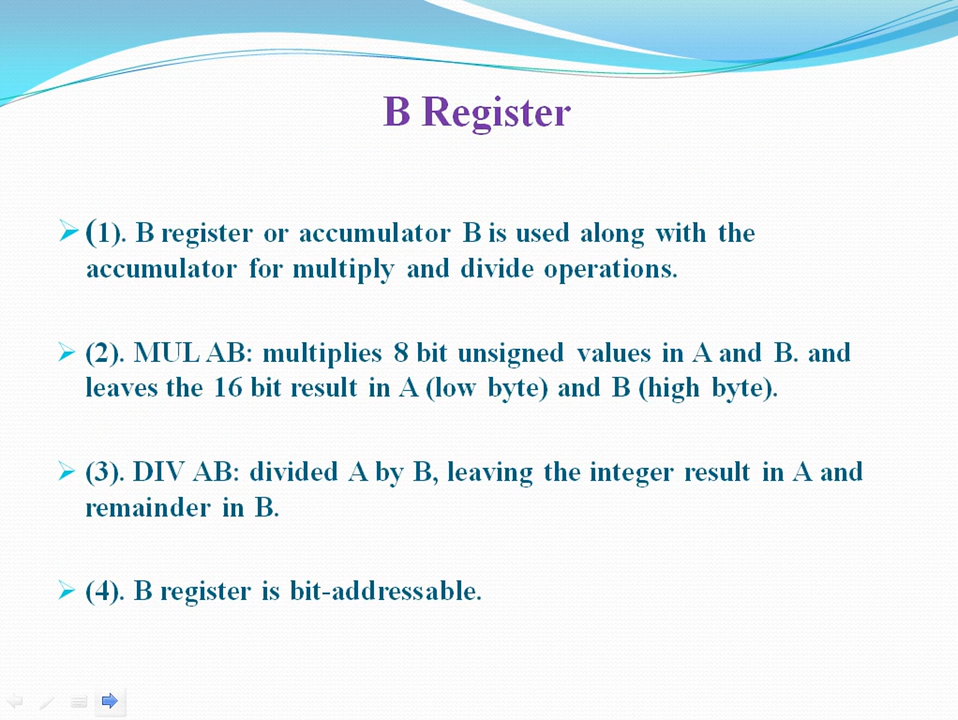 B Register
(1). B register or accumulator B is used along with the
accumulator for multiply and divide operations.
(2). MUL AB: multiplies 8 bit unsigned values in A and B. and
leaves the 16 bit result in A (low byte) and B (high byte).
(3). DIV AB: divided A by B, leaving the integer result in A and
remainder in B.
(4). B register is bit-addressable.